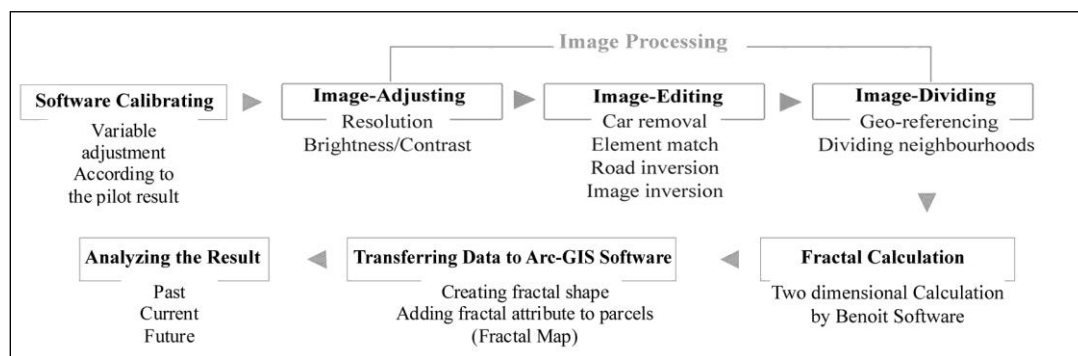 Image Processing
Software Calibrating
Variable
adjustment
According to
the pilot result
Image-Adjusting
Resolution
Brightness/Contrast
Image-Editing
Car removal
Element match
Road inversion
Image inversion
Image-Dividing
Geo-referencing
Dividing neighbourhoods
Fractal Calculation
Two dimensional Calculation
by Benoit Software
Transferring Data to Arc-GIS Software
Creating fractal shape
Adding fractal attribute to parcels
(Fractal Map)
Analyzing the Result
Past
Current
Future